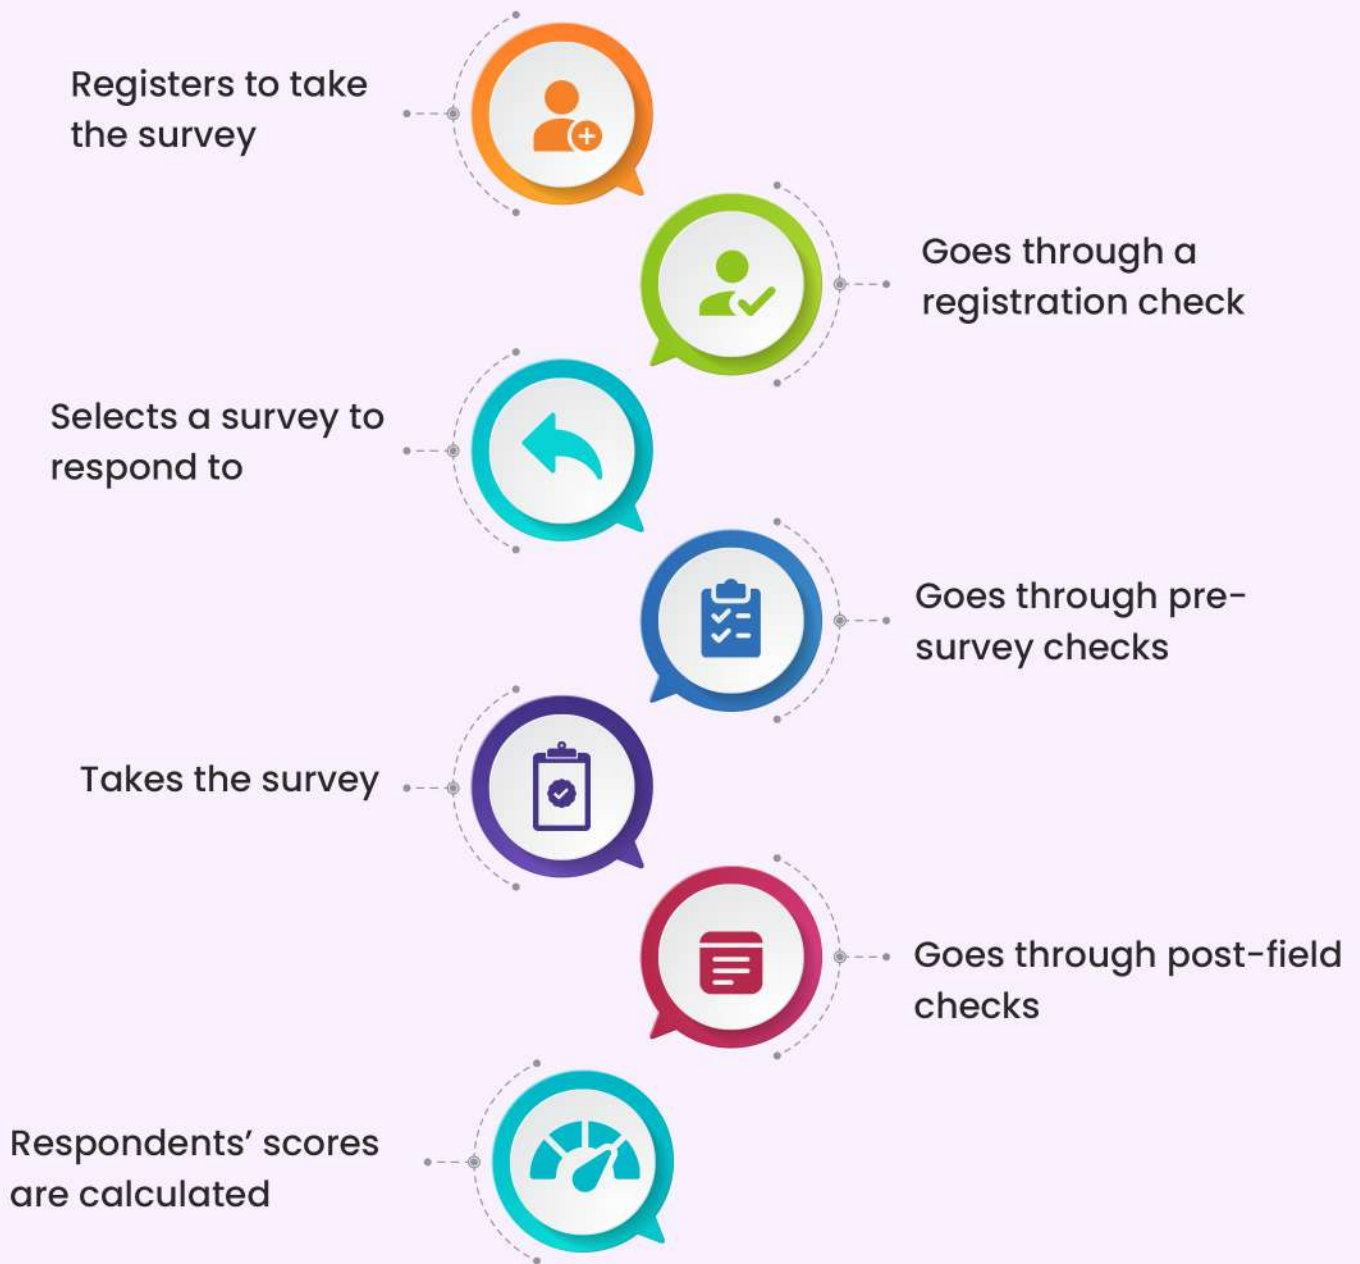 Registers to take
the survey
Goes through a
registration check
Selects a survey to
respond to
Goes through pre-
survey checks
Takes the survey
Goes through post-field
checks
Respondents’ scores
are calculated